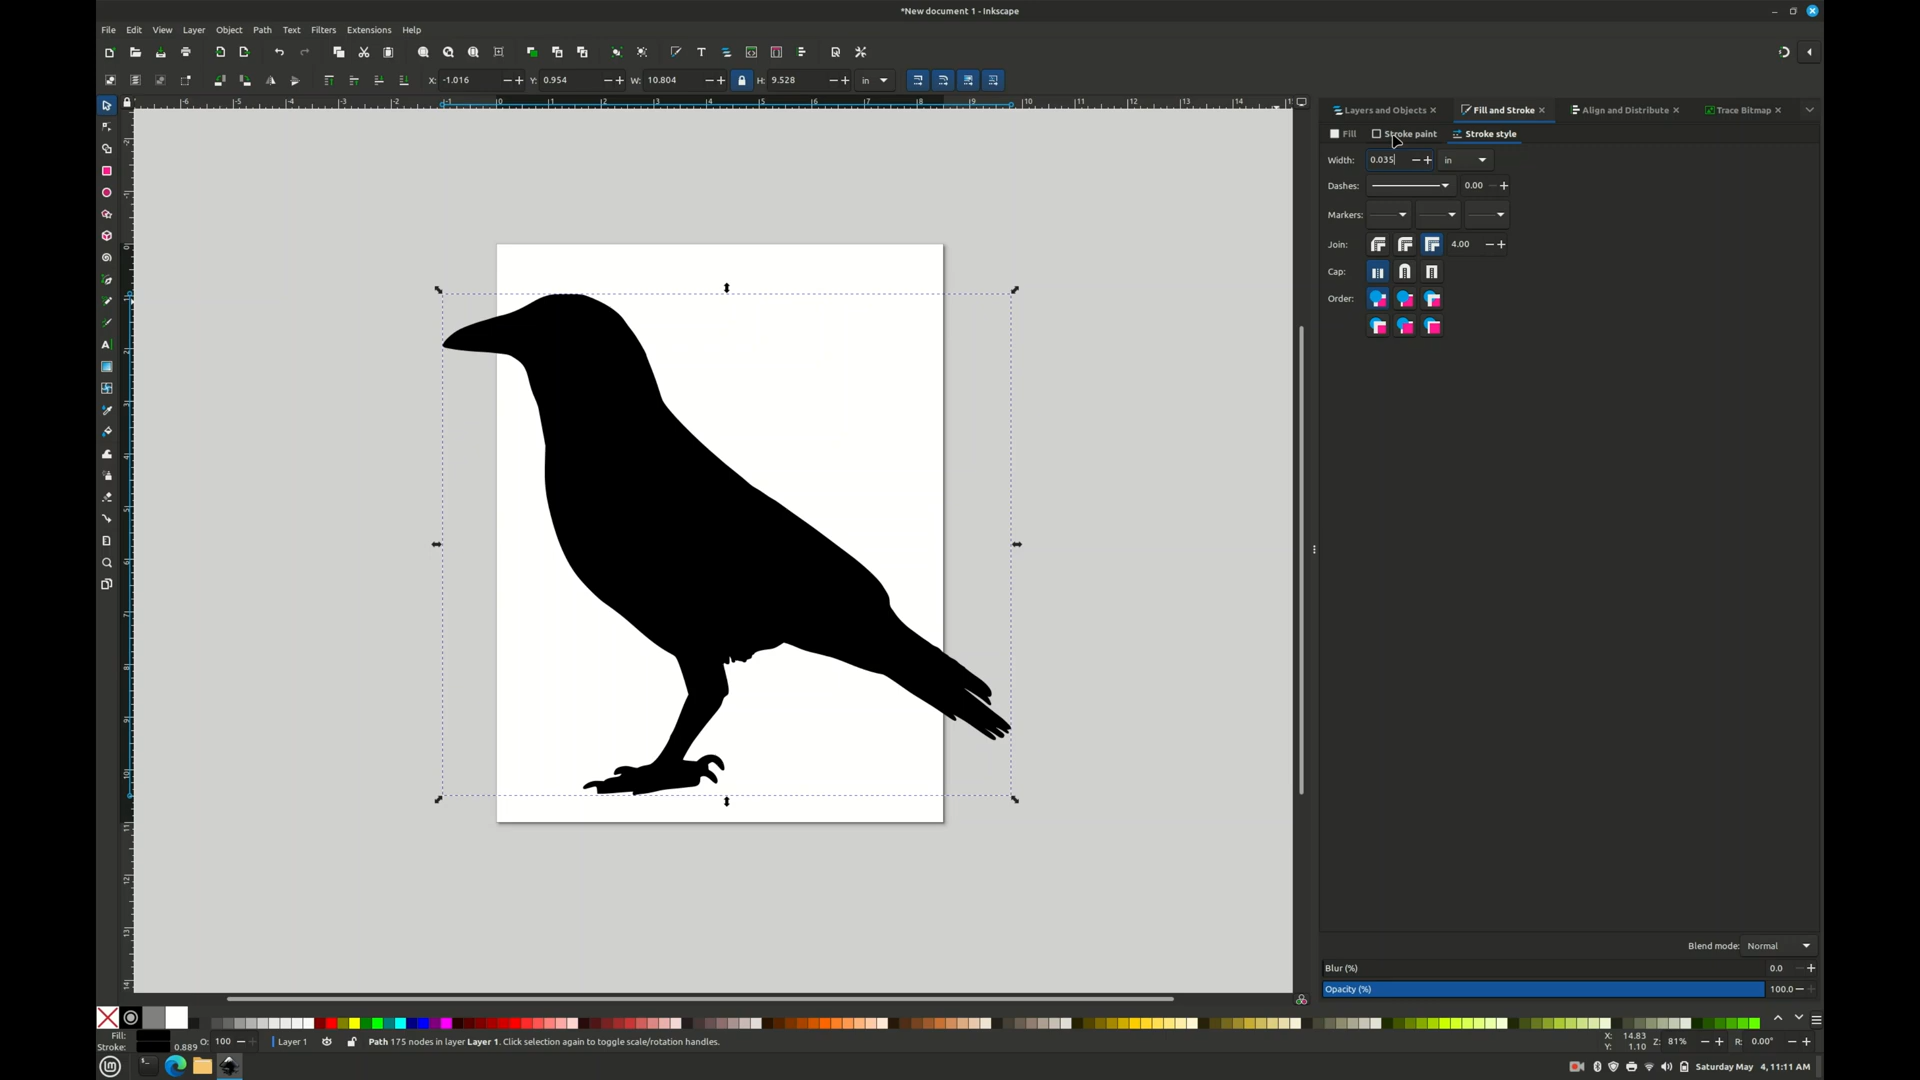 *New document 1 - Inkscape
File Edit View Layer Object Path Text Filters Extensions Help
X: -1.016 Y: 0.954 W: 10.804 H: 9.528 in
Layers and Objects Fill and Stroke Align and Distribute Trace Bitmap
Fill Stroke paint Stroke style
Width: 0.035 in
Dashes: 0.00
Markers:
Join: 4.00
Cap:
Order:
Blend mode: Normal
Blur (%) 0.0
Opacity (%) 100.0
Fill:
Stroke: 0.889 O: 100 Layer 1 Path 175 nodes in layer Layer 1. Click selection again to toggle scale/rotation handles. X: 14.83 Y: 1.10 Z: 81% R: 0.00°
Saturday May 4, 11:11 AM